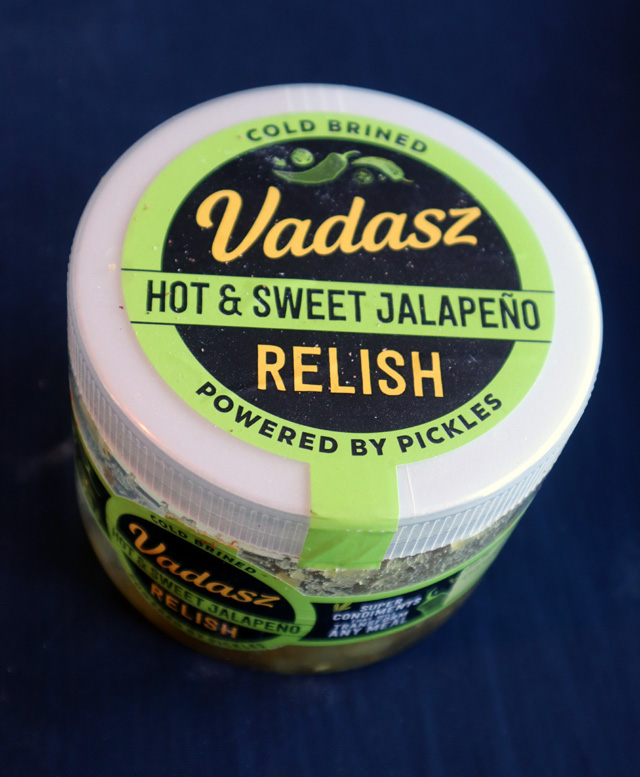 COLD BRINED
Vadasz
HOT & SWEET JALAPEÑO
RELISH
POWERED BY PICKLES
COLD BRINED
Vadasz
HOT & SWEET JALAPEÑO
RELISH
SUPER
CONDIMENTS
TRANSFORM
ANY MEAL